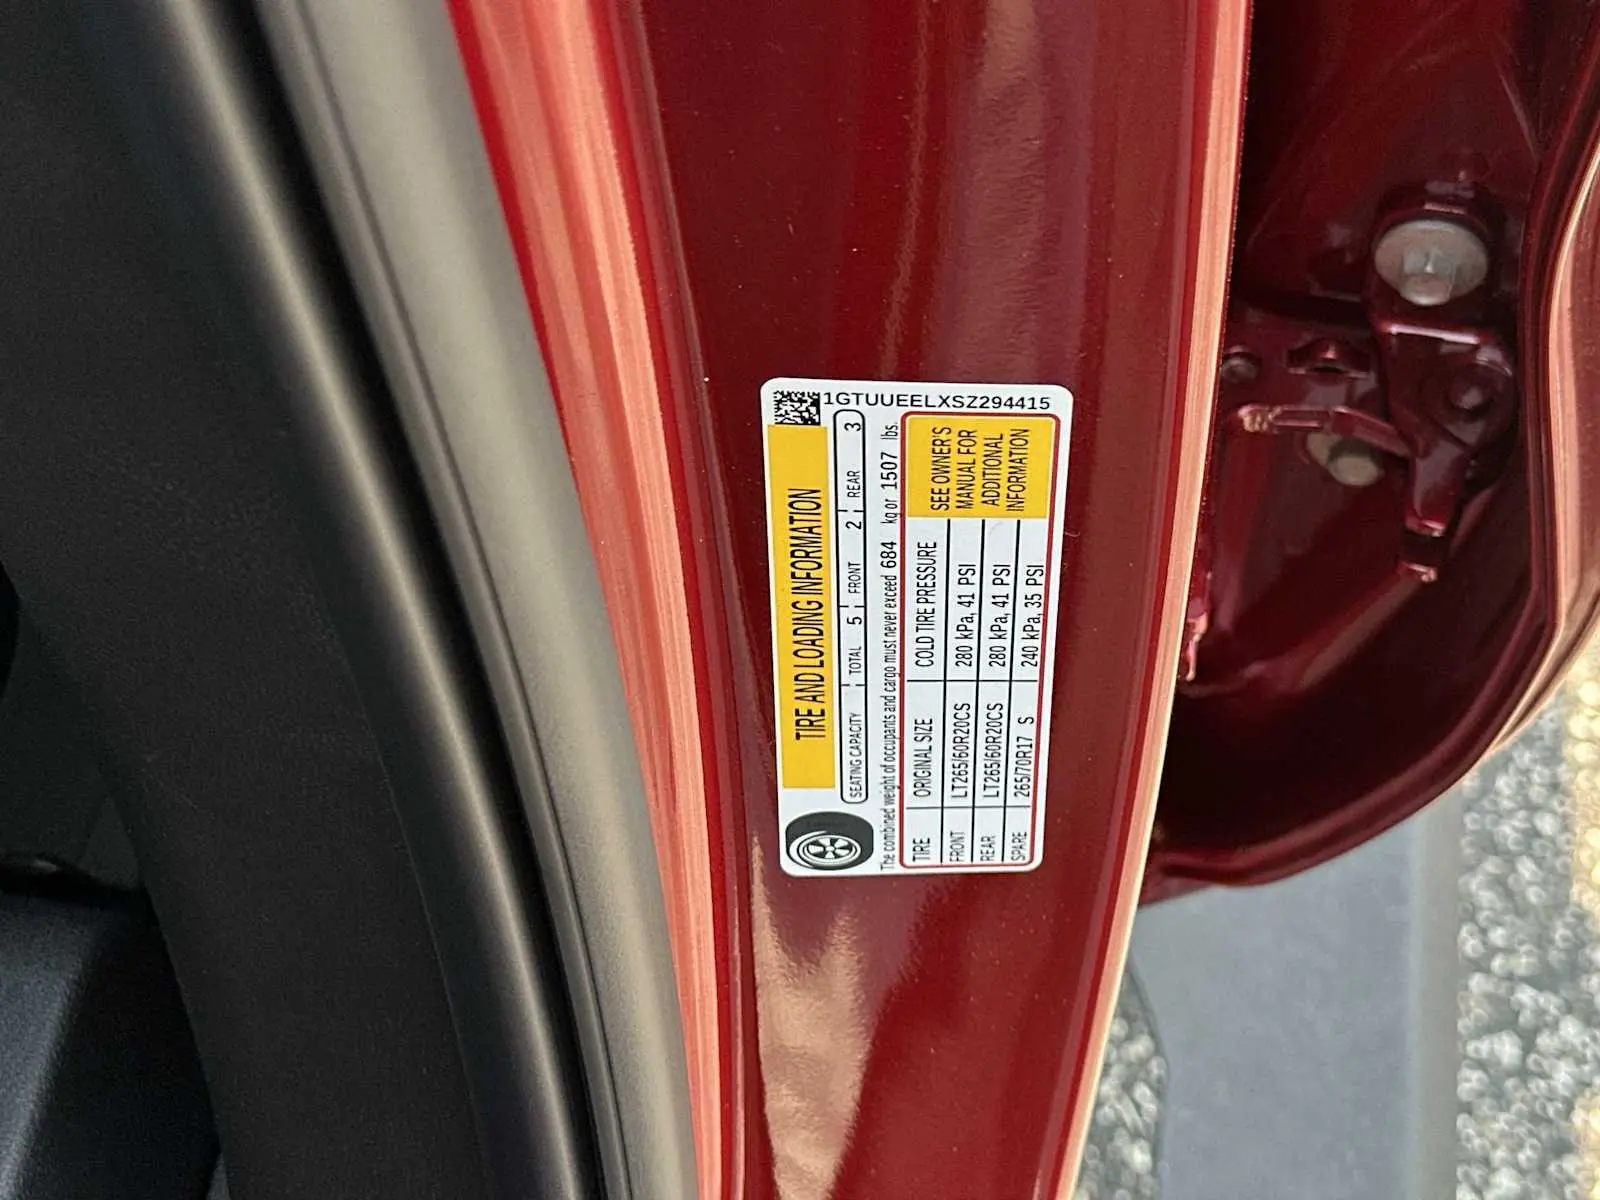 1GTUUEELXSZ294415
TIRE AND LOADING INFORMATION
SEATING CAPACITY TOTAL 5 FRONT 2 REAR 3
The combined weight of occupants and cargo must never exceed 684 kg or 1507 lbs.
TIRE ORIGINAL SIZE COLD TIRE PRESSURE
FRONT LT265/60R20CS 280 kPa, 41 PSI
REAR LT265/60R20CS 280 kPa, 41 PSI
SPARE 265/70R17 S 240 kPa, 35 PSI
SEE OWNER'S
MANUAL FOR
ADDITIONAL
INFORMATION